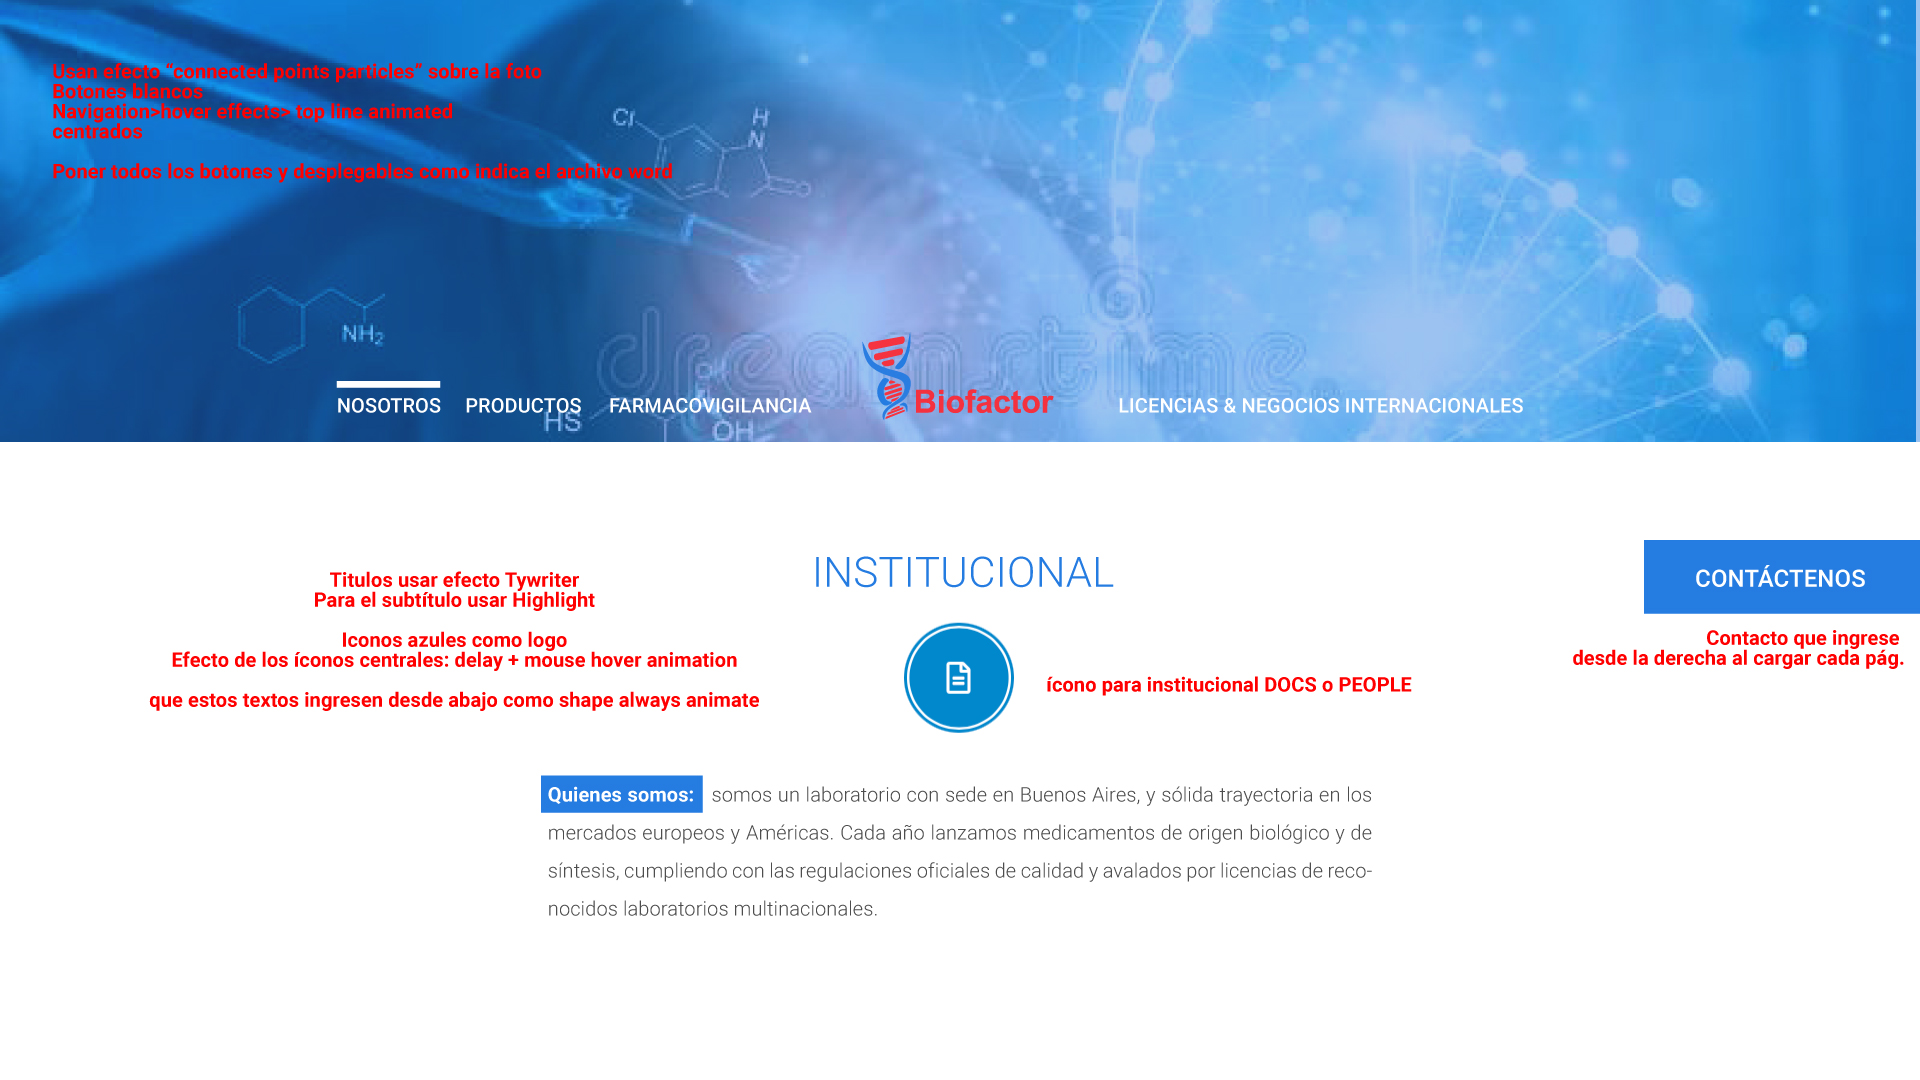 Usan efecto “connected points particles” sobre la foto
Botones blancos
Navigation>hover effects> top line animated
centrados
Poner todos los botones y desplegables como indica el archivo word
Cl
H
N
O
NH₂
dreamstime
OH
HS
OH
NOSOTROS
PRODUCTOS
FARMACOVIGILANCIA
Biofactor
LICENCIAS & NEGOCIOS INTERNACIONALES
INSTITUCIONAL
CONTÁCTENOS
Titulos usar efecto Tywriter
Para el subtítulo usar Highlight
Iconos azules como logo
Efecto de los íconos centrales: delay + mouse hover animation
que estos textos ingresen desde abajo como shape always animate
ícono para institucional DOCS o PEOPLE
Contacto que ingrese
desde la derecha al cargar cada pág.
Quienes somos: somos un laboratorio con sede en Buenos Aires, y sólida trayectoria en los
mercados europeos y Américas. Cada año lanzamos medicamentos de origen biológico y de
síntesis, cumpliendo con las regulaciones oficiales de calidad y avalados por licencias de reco-
nocidos laboratorios multinacionales.